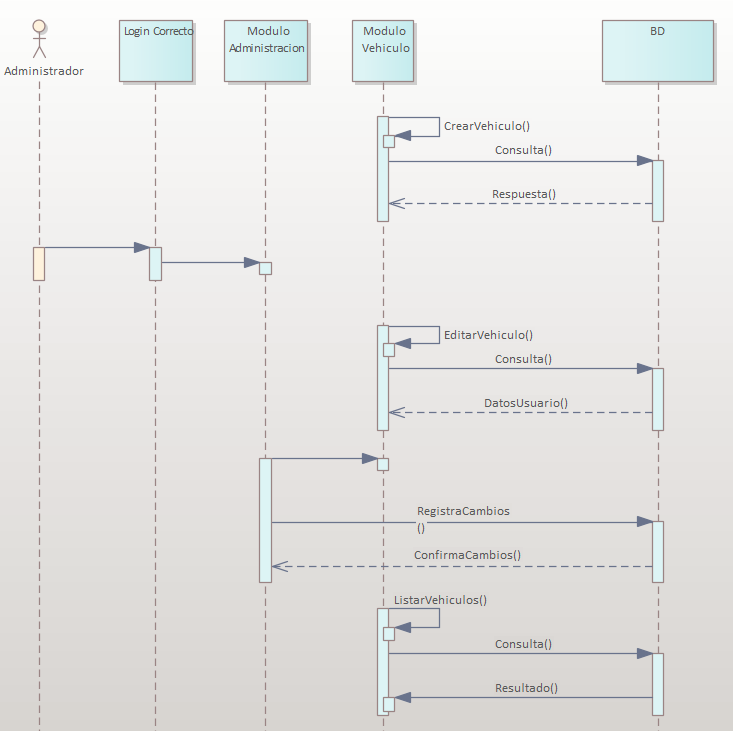 Administrador
Login Correcto
Modulo
Administracion
Modulo
Vehiculo
BD
CrearVehiculo()
Consulta()
Respuesta()
EditarVehiculo()
Consulta()
DatosUsuario()
RegistraCambios
()
ConfirmaCambios()
ListarVehiculos()
Consulta()
Resultado()